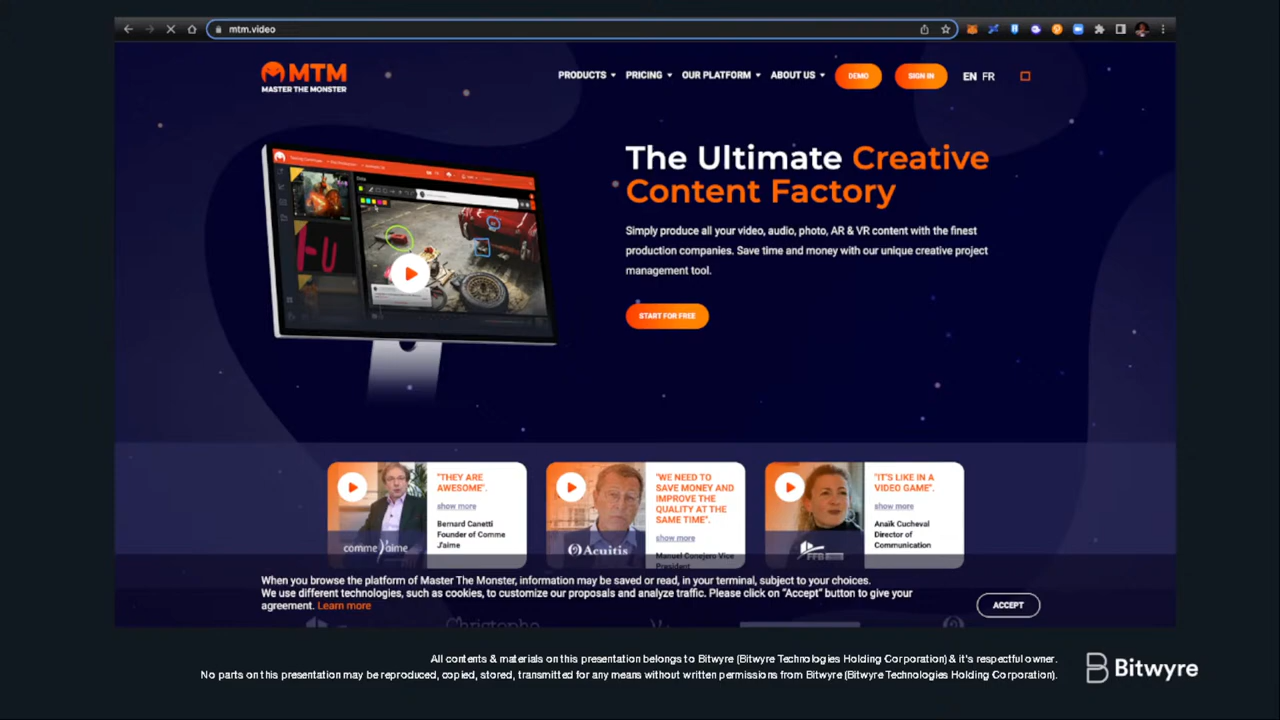 mtm.video
MTM
MASTER THE MONSTER
PRODUCTS
PRICING
OUR PLATFORM
ABOUT US
DEMO
SIGN IN
EN FR
The Ultimate Creative
Content Factory
Simply produce all your video, audio, photo, AR & VR content with the finest
production companies. Save time and money with our unique creative project
management tool.
START FOR FREE
"THEY ARE
AWESOME".
show more
Bernard Canetti
Founder of Comme
J'aime
comme j'aime
"WE NEED TO
SAVE MONEY AND
IMPROVE THE
QUALITY AT THE
SAME TIME".
show more
Manuel Conejero Vice
President
Acuitis
"IT'S LIKE IN A
VIDEO GAME".
show more
Anaïk Cucheval
Director of
Communication
FFB
When you browse the platform of Master The Monster, information may be saved or read, in your terminal, subject to your choices.
We use different technologies, such as cookies, to customize our proposals and analyze traffic. Please click on "Accept" button to give your
agreement. Learn more
ACCEPT
Christophe
All contents & materials on this presentation belongs to Bitwyre (Bitwyre Technologies Holding Corporation) & it's respectful owner.
No parts on this presentation may be reproduced, copied, stored, transmitted for any means without written permissions from Bitwyre (Bitwyre Technologies Holding Corporation).
Bitwyre